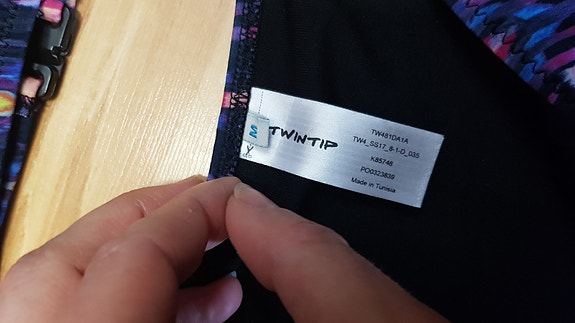 M
TWINTIP
TW481DA1A
TW4_SS17_8-1-D_035
K85748
PO0323839
Made in Tunisia